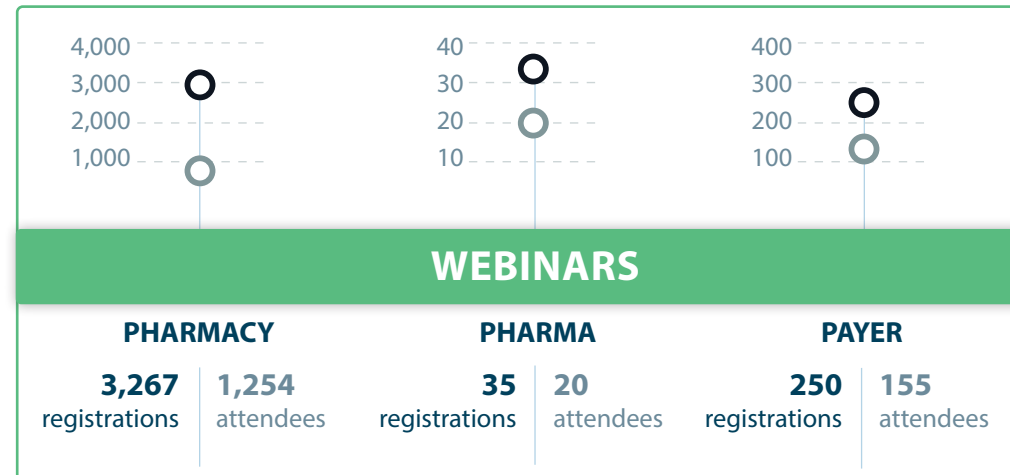 4,000
3,000
2,000
1,000
40
30
20
10
400
300
200
100
WEBINARS
PHARMACY
3,267 1,254
registrations attendees
PHARMA
35 20
registrations attendees
PAYER
250 155
registrations attendees